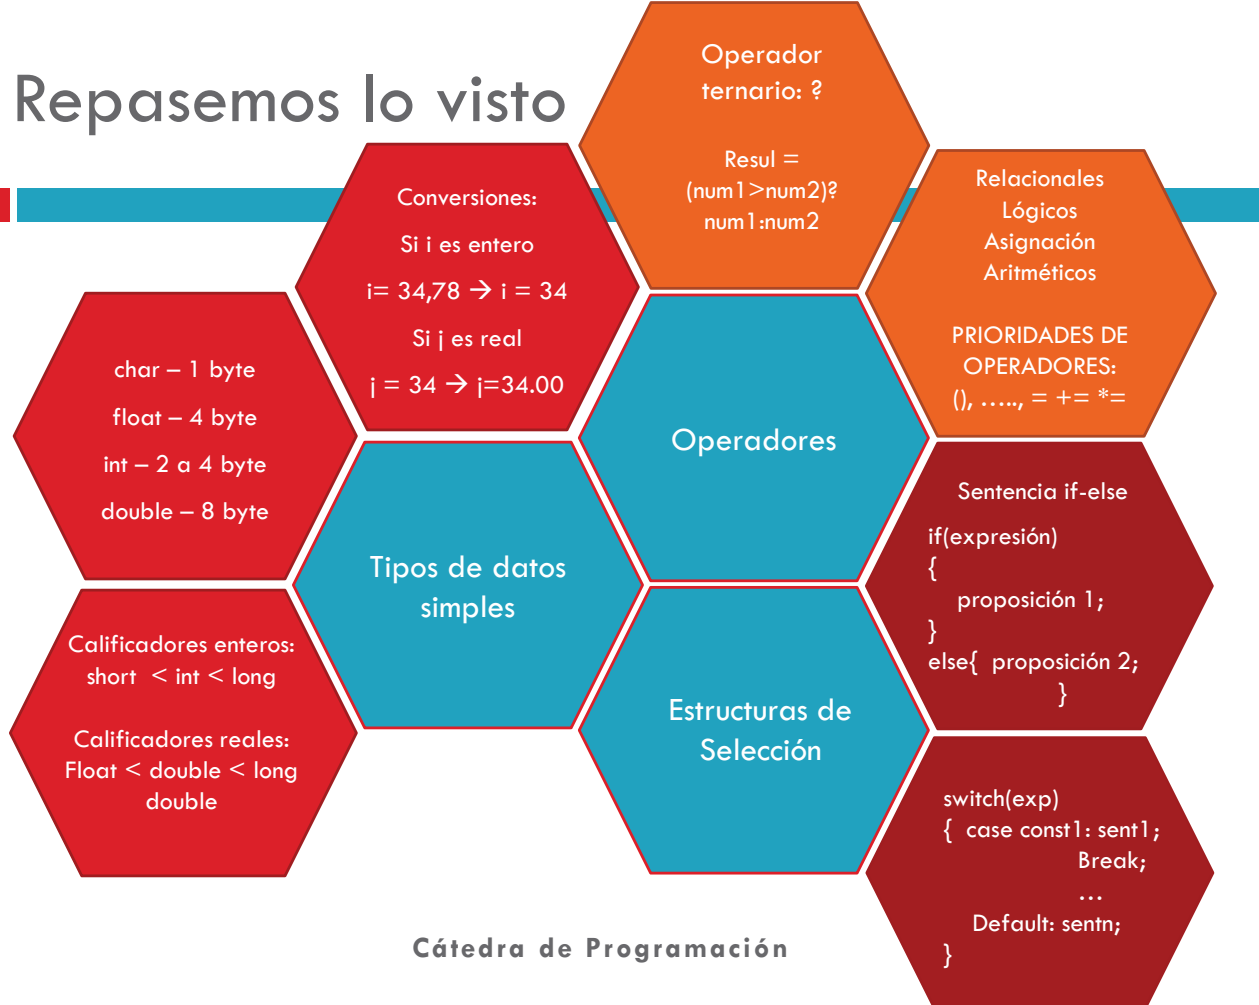 Repasemos lo visto
Operador
ternario: ?
Resul =
(num1>num2)?
num1:num2
Relacionales
Lógicos
Asignación
Aritméticos
PRIORIDADES DE
OPERADORES:
(), ….., = += *=
Conversiones:
Si i es entero
i= 34,78 → i = 34
Si j es real
j = 34 → j=34.00
char – 1 byte
float – 4 byte
int – 2 a 4 byte
double – 8 byte
Operadores
Tipos de datos
simples
Sentencia if-else
if(expresión)
{
proposición 1;
}
else{ proposición 2;
}
Calificadores enteros:
short < int < long
Calificadores reales:
Float < double < long
double
Estructuras de
Selección
switch(exp)
{ case const1: sent1;
Break;
…
Default: sentn;
}
Cátedra de Programación